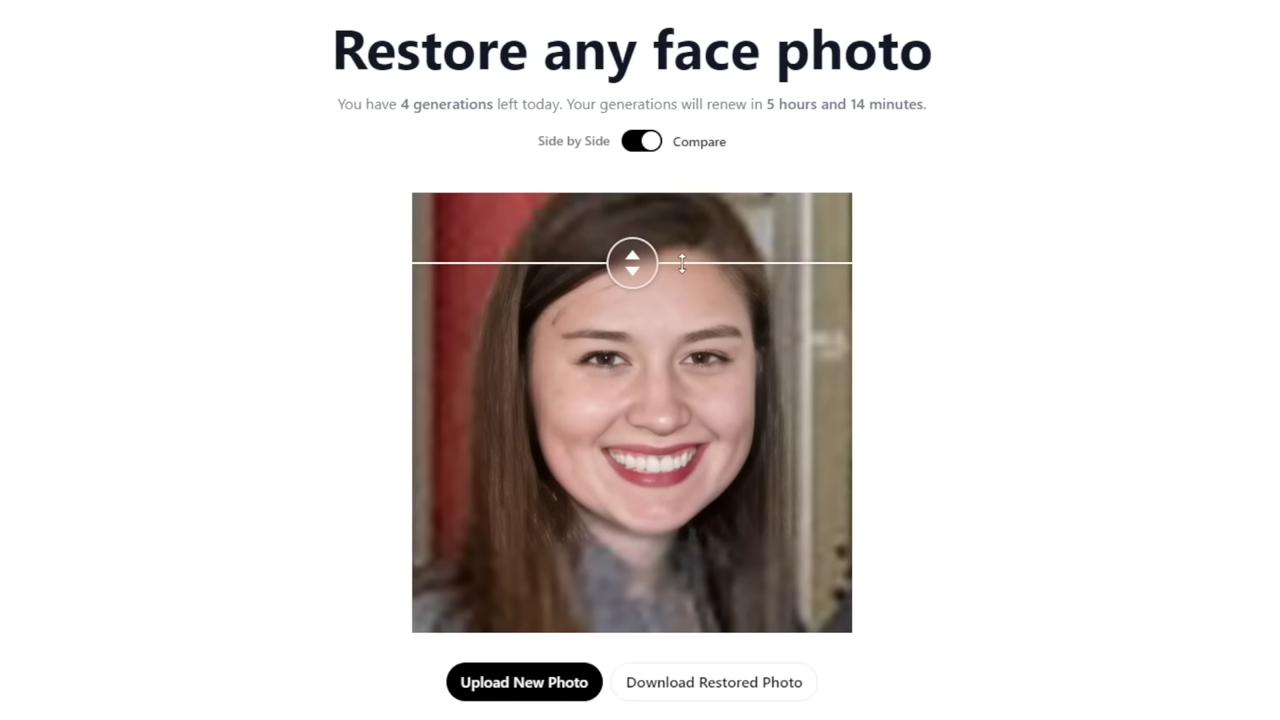 Restore any face photo
You have 4 generations left today. Your generations will renew in 5 hours and 14 minutes.
Side by Side Compare
Upload New Photo Download Restored Photo